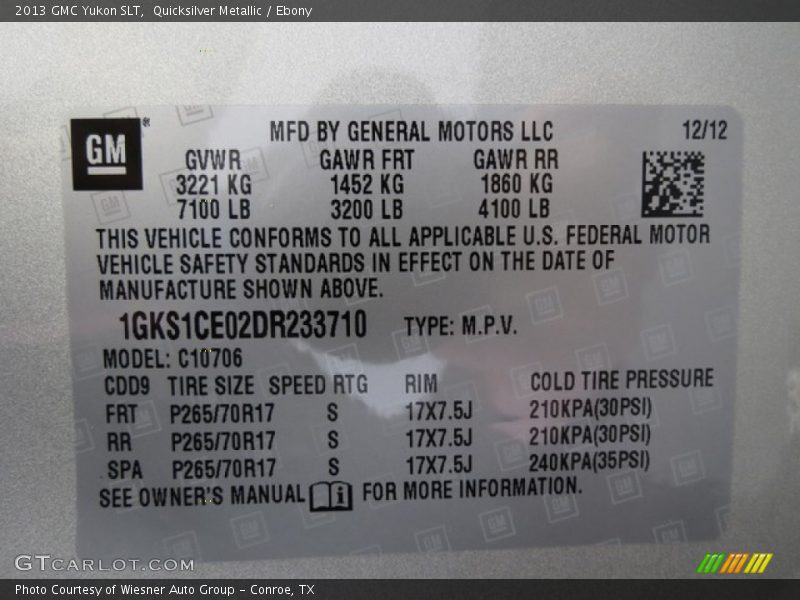 2013 GMC Yukon SLT,  Quicksilver Metallic / Ebony
GM
MFD BY GENERAL MOTORS LLC 12/12
GVWR GAWR FRT GAWR RR
3221 KG 1452 KG 1860 KG
7100 LB 3200 LB 4100 LB
THIS VEHICLE CONFORMS TO ALL APPLICABLE U.S. FEDERAL MOTOR
VEHICLE SAFETY STANDARDS IN EFFECT ON THE DATE OF
MANUFACTURE SHOWN ABOVE.
1GKS1CE02DR233710 TYPE: M.P.V.
MODEL: C10706
CDD9 TIRE SIZE SPEED RTG RIM COLD TIRE PRESSURE
FRT P265/70R17 S 17X7.5J 210KPA(30PSI)
RR P265/70R17 S 17X7.5J 210KPA(30PSI)
SPA P265/70R17 S 17X7.5J 240KPA(35PSI)
SEE OWNER'S MANUAL FOR MORE INFORMATION.
GTCARLOT.COM
Photo Courtesy of Wiesner Auto Group - Conroe, TX